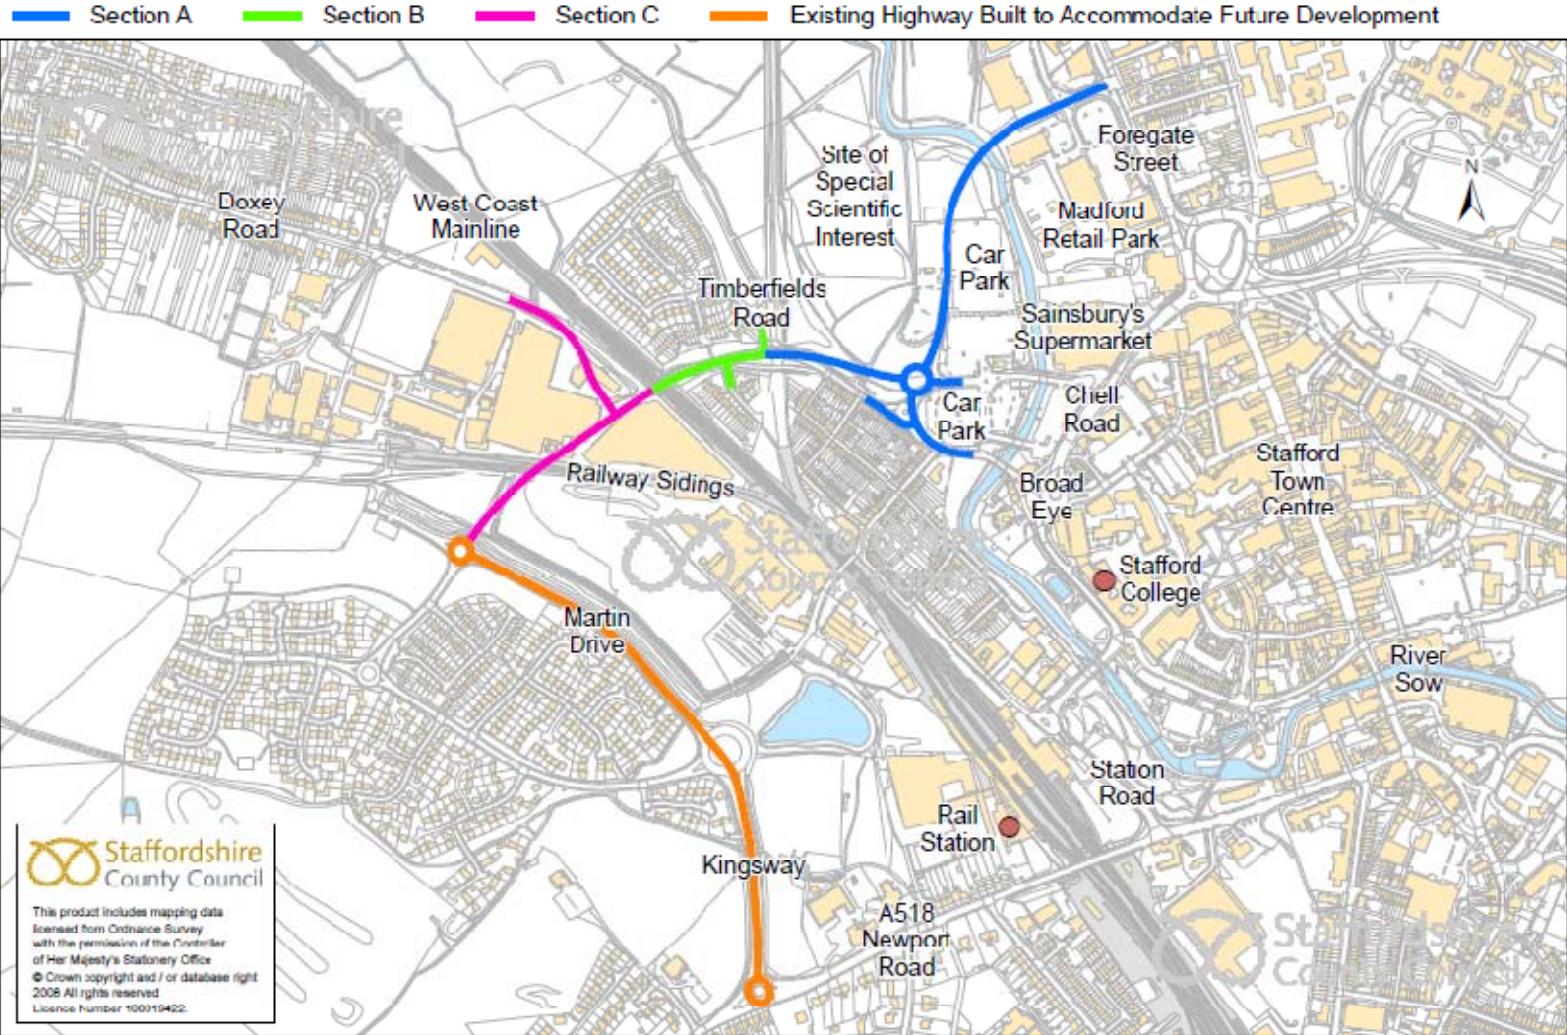 Section A
Section B
Section C
Existing Highway Built to Accommodate Future Development
Foregate
Street
N
Site of
Special
Scientific
Interest
Doxey
Road
West Coast
Mainline
Madford
Retail Park
Car
Park
Timberfields
Road
Sainsbury's
Supermarket
Car
Park
Chell
Road
Stafford
Town
Centre
Railway Sidings
Broad
Eye
Stafford
College
Martin
Drive
River
Sow
Station
Road
Rail
Station
Kingsway
A518
Newport
Road
Staffordshire
County Council
This product includes mapping data
licensed from Ordnance Survey
with the permission of the Controller
of Her Majesty's Stationery Office
© Crown copyright and / or database right
2008 All rights reserved
Licence Number 100019422.